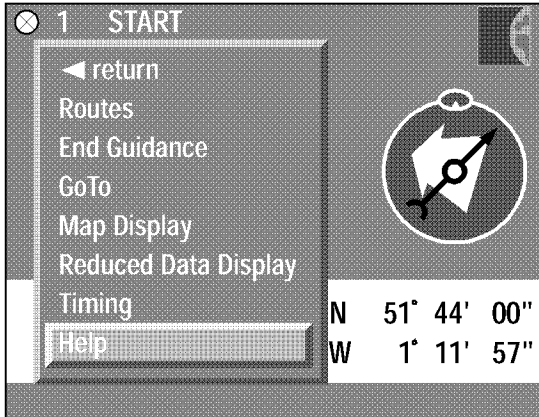 1 START
return
Routes
End Guidance
GoTo
Map Display
Reduced Data Display
Timing
Help
N 51° 44' 00"
W 1° 11' 57"